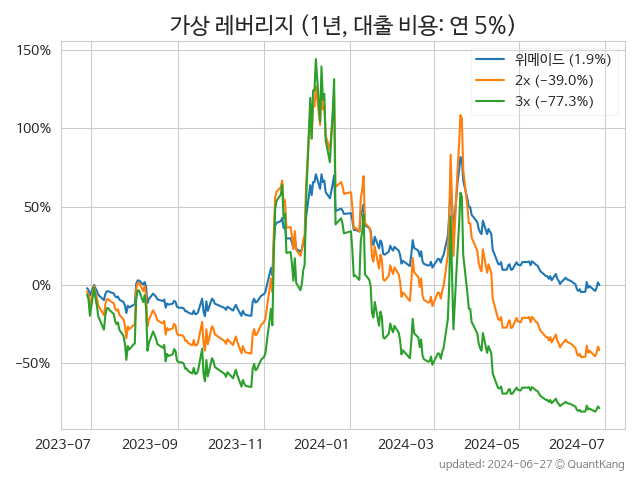 가상 레버리지 (1년, 대출 비용: 연 5%)
150%
100%
50%
0%
−50%
위메이드 (1.9%)
2x (−39.0%)
3x (−77.3%)
2023-07
2023-09
2023-11
2024-01
2024-03
2024-05
2024-07
updated: 2024-06-27 © QuantKang